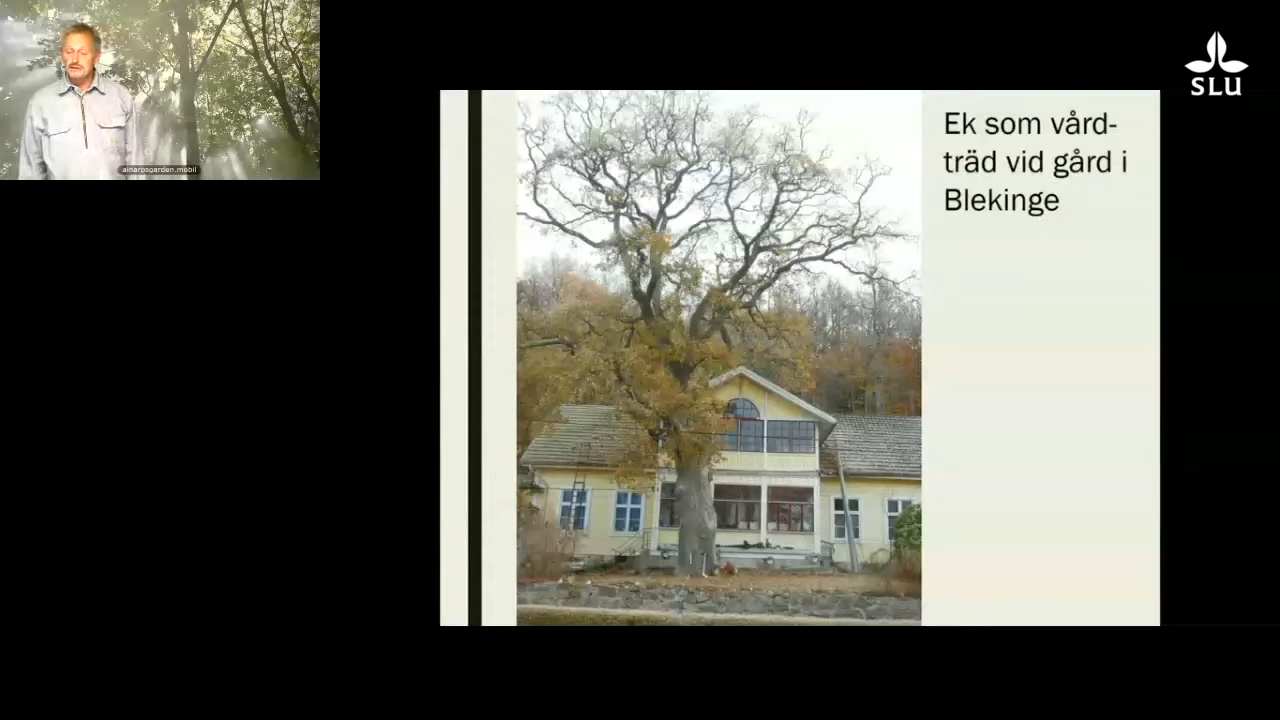 alnarpsgarden.mobil
SLU
Ek som vård-
träd vid gård i
Blekinge